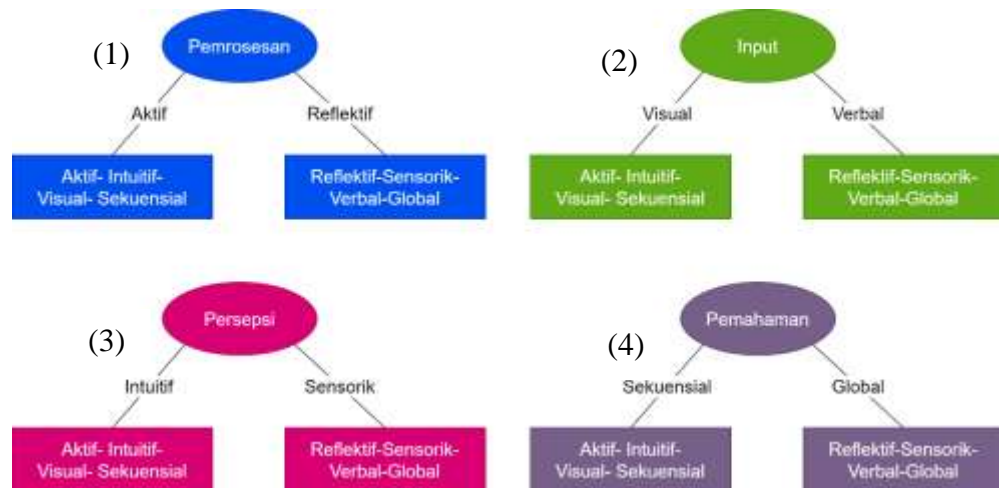 (1)
Pemrosesan
Aktif
Reflektif
Aktif- Intuitif-
Visual- Sekuensial
Reflektif-Sensorik-
Verbal-Global
(2)
Input
Visual
Verbal
Aktif- Intuitif-
Visual- Sekuensial
Reflektif-Sensorik-
Verbal-Global
(3)
Persepsi
Intuitif
Sensorik
Aktif- Intuitif-
Visual- Sekuensial
Reflektif-Sensorik-
Verbal-Global
(4)
Pemahaman
Sekuensial
Global
Aktif- Intuitif-
Visual- Sekuensial
Reflektif-Sensorik-
Verbal-Global